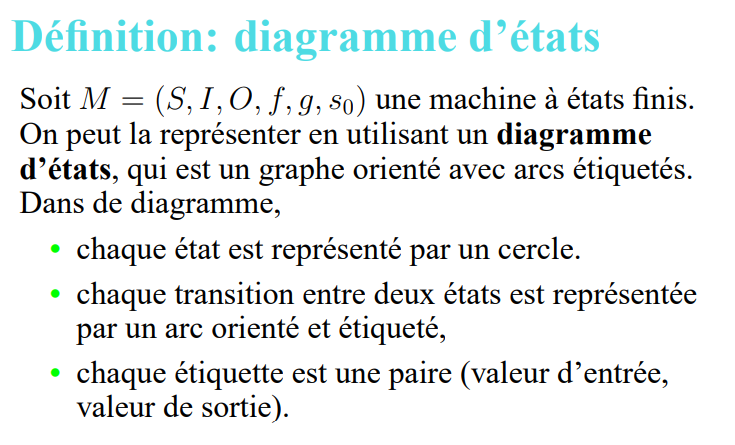 Définition: diagramme d'états
Soit M = (S, I, O, f, g, s₀) une machine à états finis.
On peut la représenter en utilisant un diagramme
d'états, qui est un graphe orienté avec arcs étiquetés.
Dans de diagramme,
• chaque état est représenté par un cercle.
• chaque transition entre deux états est représentée
par un arc orienté et étiqueté,
• chaque étiquette est une paire (valeur d'entrée,
valeur de sortie).